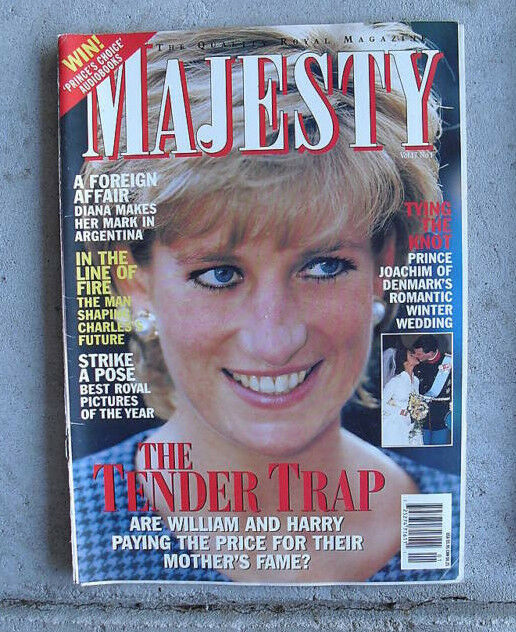 WIN!
'PRINCE'S CHOICE'
AUDIOBOOKS
THE QUALITY ROYAL MAGAZINE
MAJESTY
A FOREIGN
AFFAIR
DIANA MAKES
HER MARK IN
ARGENTINA
IN THE
LINE OF
FIRE
THE MAN
SHAPING
CHARLES'S
FUTURE
STRIKE
A POSE
BEST ROYAL
PICTURES
OF THE YEAR
TYING
THE
KNOT
PRINCE
JOACHIM OF
DENMARK'S
ROMANTIC
WINTER
WEDDING
THE
TENDER TRAP
ARE WILLIAM AND HARRY
PAYING THE PRICE FOR THEIR
MOTHER'S FAME?